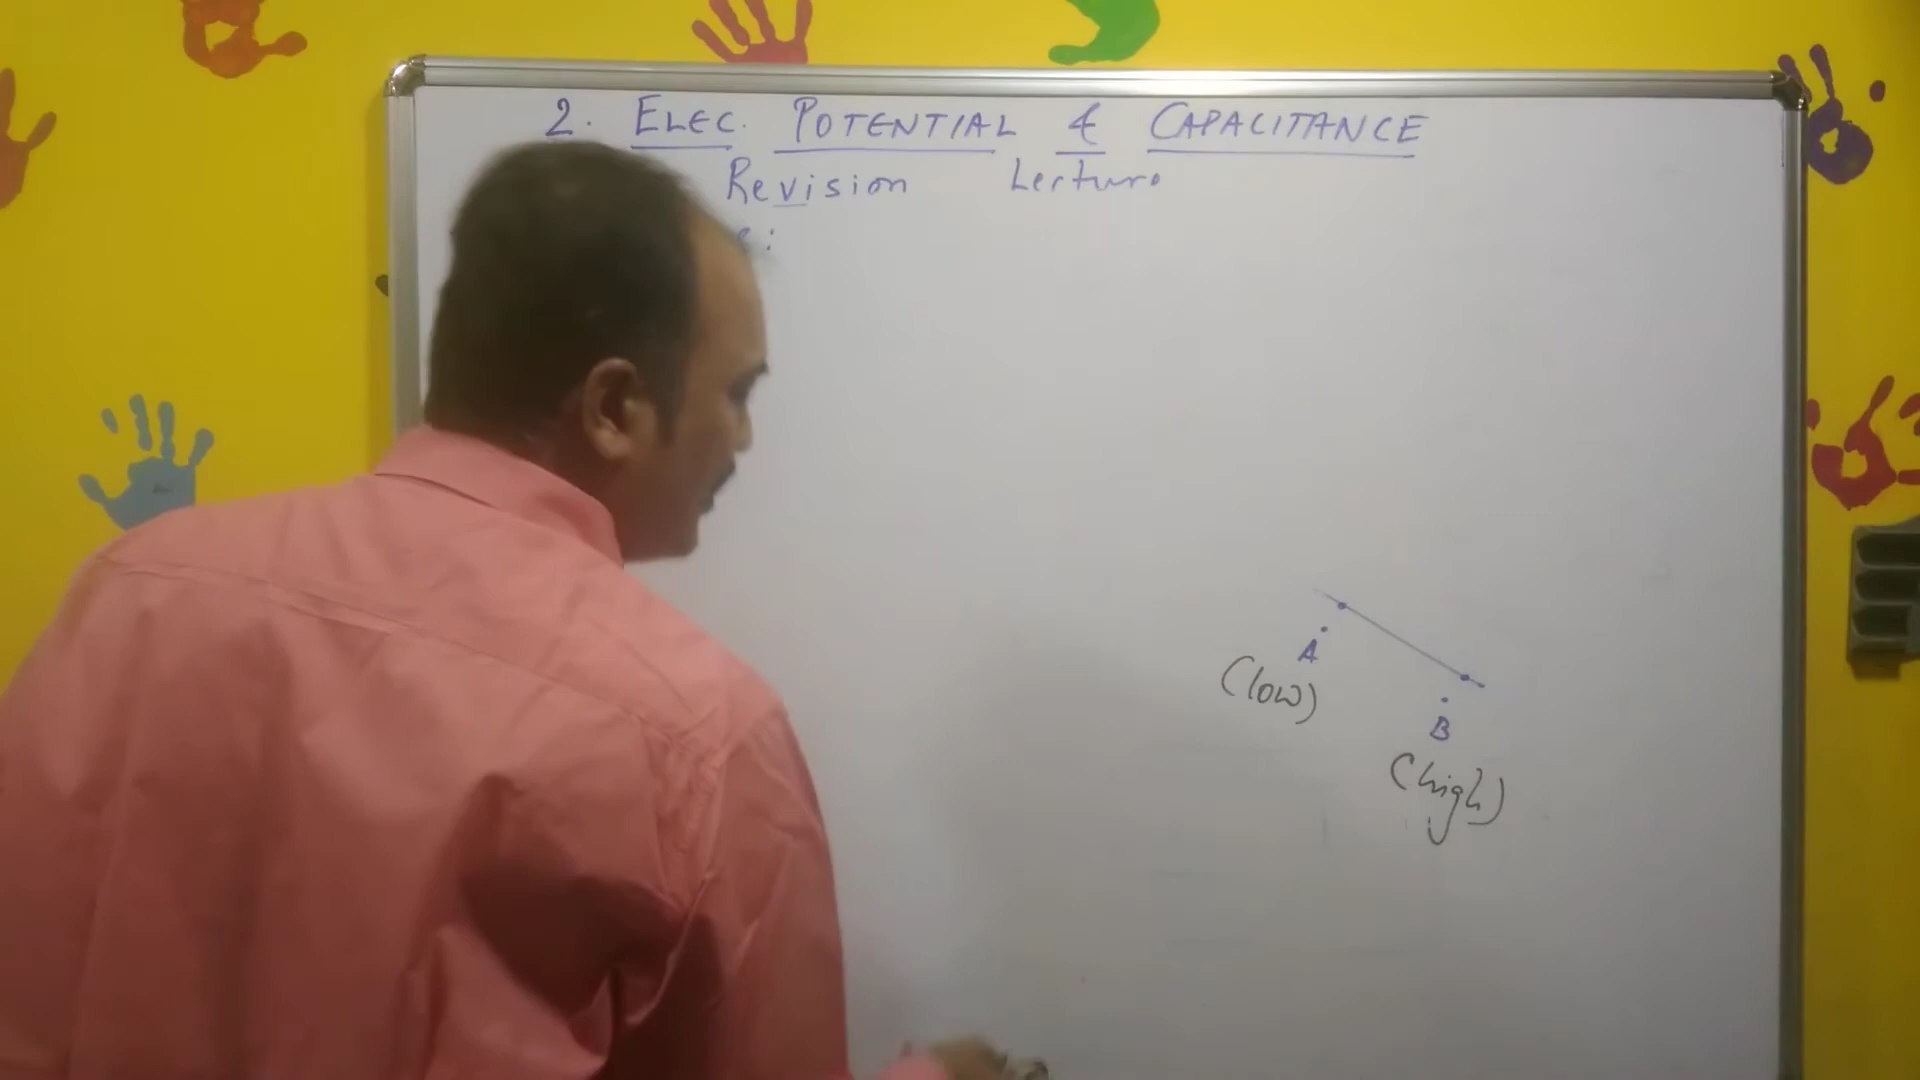 2. ELEC. POTENTIAL & CAPACITANCE
Revision Lecture
A
(low)
B
(high)